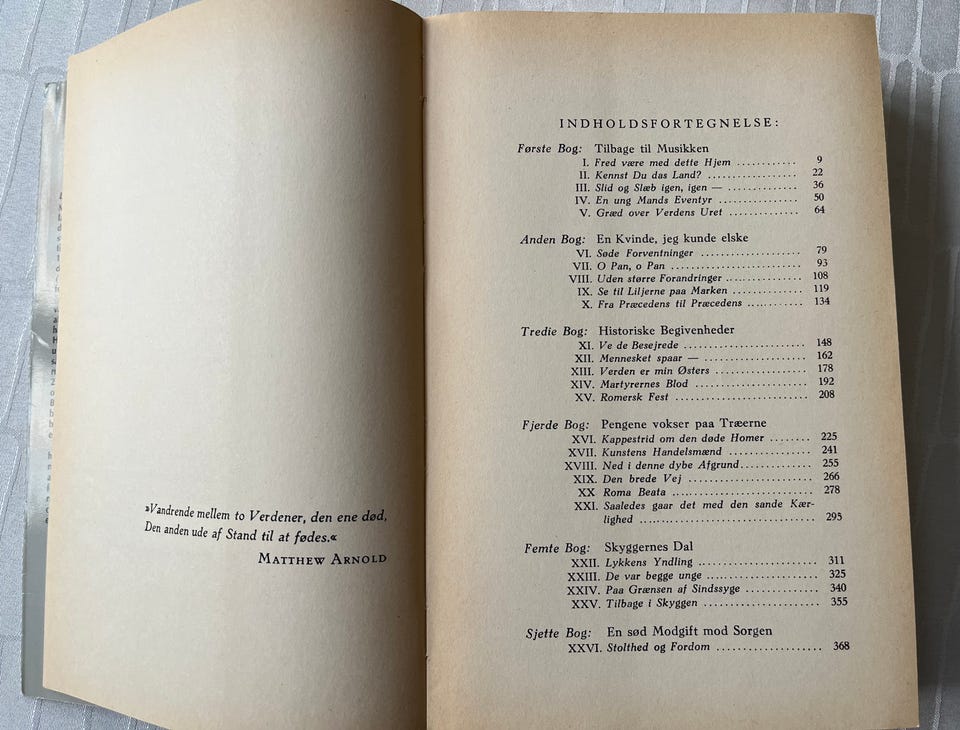 »Vandrende mellem to Verdener, den ene død,
Den anden ude af Stand til at fødes.«
MATTHEW ARNOLD
INDHOLDSFORTEGNELSE:
Første Bog: Tilbage til Musikken
I. Fred være med dette Hjem ............ 9
II. Kennst Du das Land? .................. 22
III. Slid og Slæb igen, igen — .............. 36
IV. En ung Mands Eventyr ................ 50
V. Græd over Verdens Uret .............. 64
Anden Bog: En Kvinde, jeg kunde elske
VI. Søde Forventninger .................... 79
VII. O Pan, o Pan .......................... 93
VIII. Uden større Forandringer ................ 108
IX. Se til Liljerne paa Marken .............. 119
X. Fra Præcedens til Præcedens ............ 134
Tredie Bog: Historiske Begivenheder
XI. Ve de Besejrede ........................ 148
XII. Mennesket spaar — .................... 162
XIII. Verden er min Østers .................. 178
XIV. Martyrernes Blod ...................... 192
XV. Romersk Fest .......................... 208
Fjerde Bog: Pengene vokser paa Træerne
XVI. Kappestrid om den døde Homer ........ 225
XVII. Kunstens Handelsmænd ................ 241
XVIII. Ned i denne dybe Afgrund.............. 255
XIX. Den brede Vej ........................ 266
XX Roma Beata .......................... 278
XXI. Saaledes gaar det med den sande Kær-
lighed .................................. 295
Femte Bog: Skyggernes Dal
XXII. Lykkens Yndling ...................... 311
XXIII. De var begge unge .................... 325
XXIV. Paa Grænsen af Sindssyge .............. 340
XXV. Tilbage i Skyggen .................... 355
Sjette Bog: En sød Modgift mod Sorgen
XXVI. Stolthed og Fordom .................... 368